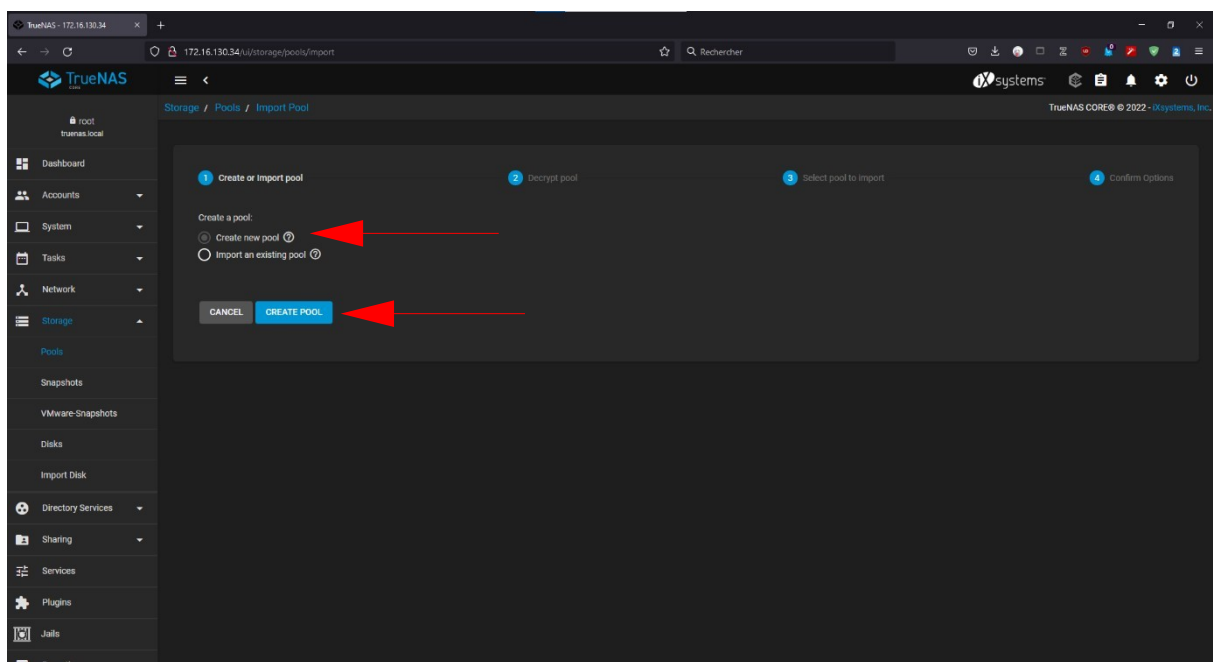 TrueNAS - 172.16.130.34
172.16.130.34/ui/storage/pools/import
Rechercher
TrueNAS
CORE
iXsystems
Storage / Pools / Import Pool
TrueNAS CORE® © 2022 - iXsystems, Inc.
root
truenas.local
Dashboard
Accounts
System
Tasks
Network
Storage
Pools
Snapshots
VMware-Snapshots
Disks
Import Disk
Directory Services
Sharing
Services
Plugins
Jails
1 Create or Import pool
2 Decrypt pool
3 Select pool to import
4 Confirm Options
Create a pool:
Create new pool
Import an existing pool
CANCEL
CREATE POOL